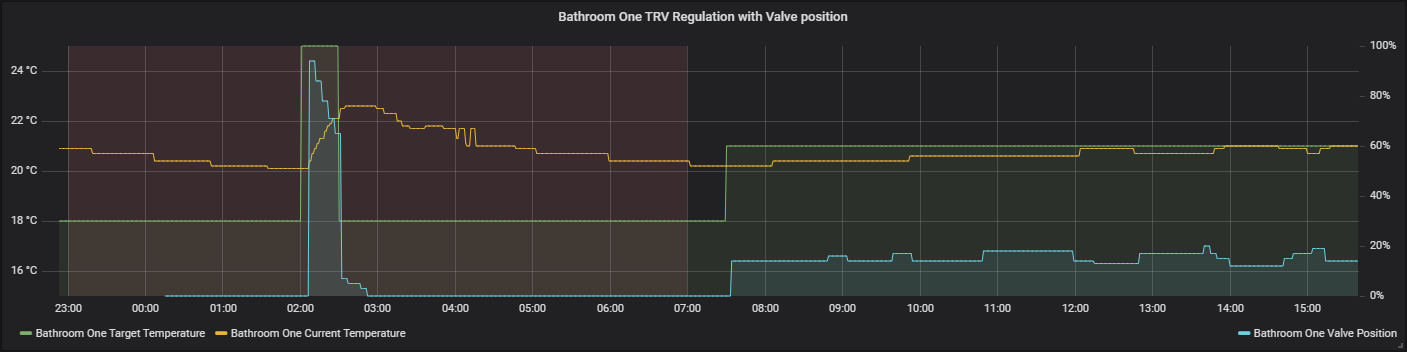 Bathroom One TRV Regulation with Valve position
24 °C
22 °C
20 °C
18 °C
16 °C
100%
80%
60%
40%
20%
0%
23:00 00:00 01:00 02:00 03:00 04:00 05:00 06:00 07:00 08:00 09:00 10:00 11:00 12:00 13:00 14:00 15:00
Bathroom One Target Temperature Bathroom One Current Temperature Bathroom One Valve Position